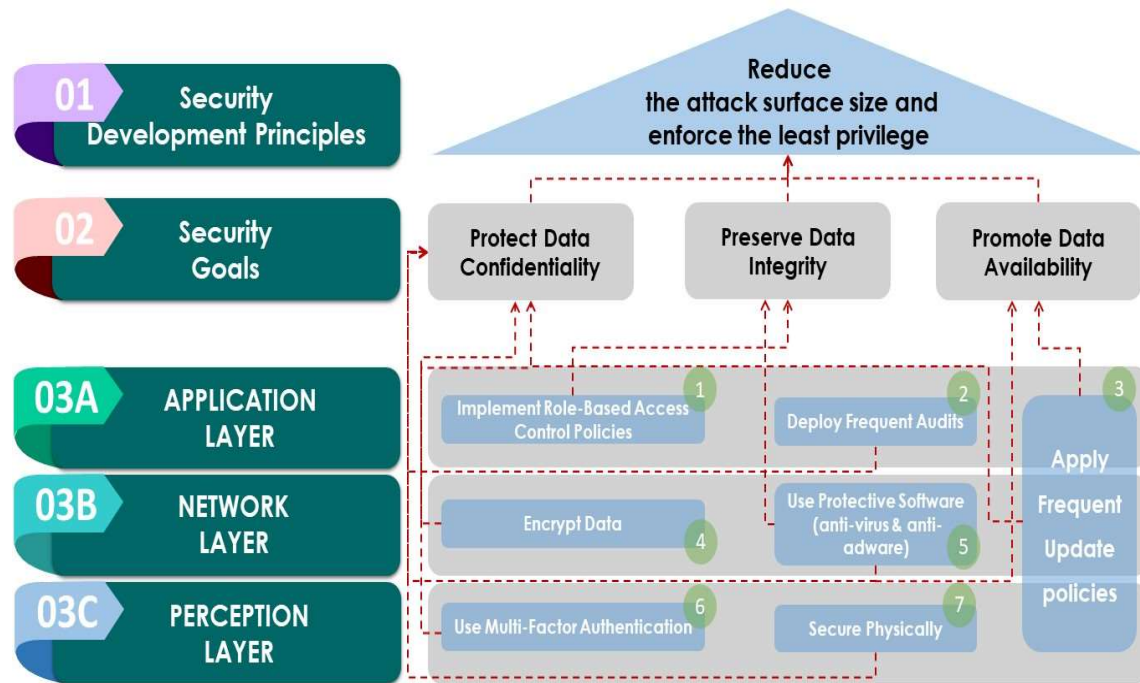 01
Security
Development Principles
Reduce
the attack surface size and
enforce the least privilege
02
Security
Goals
Protect Data
Confidentiality
Preserve Data
Integrity
Promote Data
Availability
03A
APPLICATION
LAYER
1
Implement Role-Based Access
Control Policies
2
Deploy Frequent Audits
3
Apply
Frequent
Update
policies
03B
NETWORK
LAYER
Encrypt Data
4
Use Protective Software
(anti-virus & anti-
adware)
5
03C
PERCEPTION
LAYER
6
Use Multi-Factor Authentication
7
Secure Physically